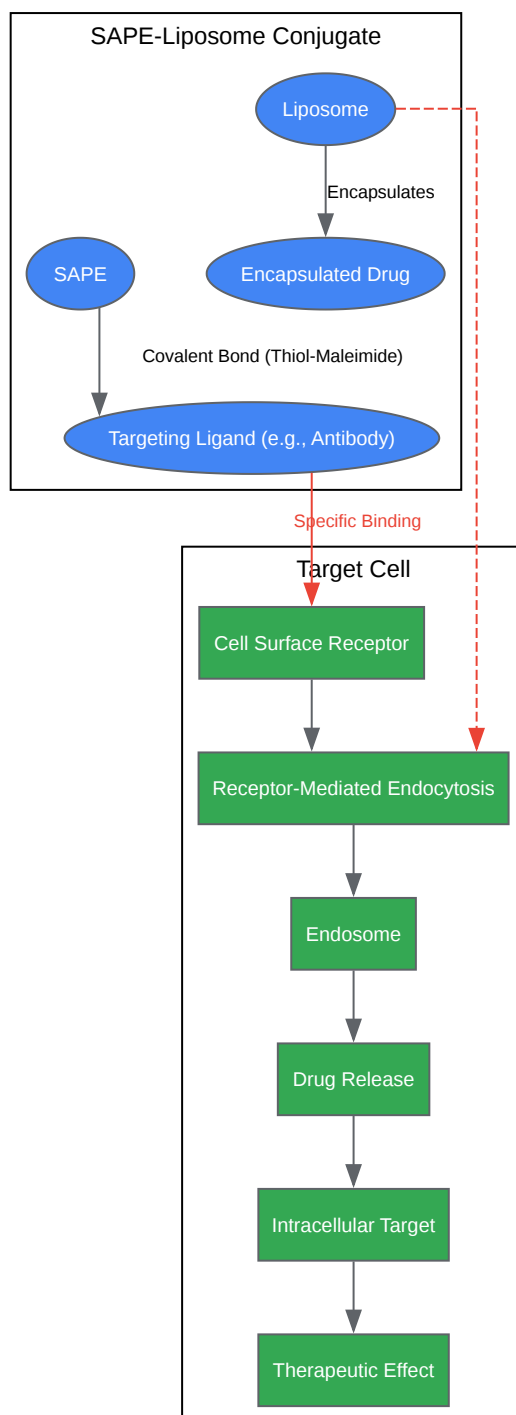 SAPE-Liposome Conjugate
Liposome
Encapsulates
SAPE
Encapsulated Drug
Covalent Bond (Thiol-Maleimide)
Targeting Ligand (e.g., Antibody)
Specific Binding
Target Cell
Cell Surface Receptor
Receptor-Mediated Endocytosis
Endosome
Drug Release
Intracellular Target
Therapeutic Effect